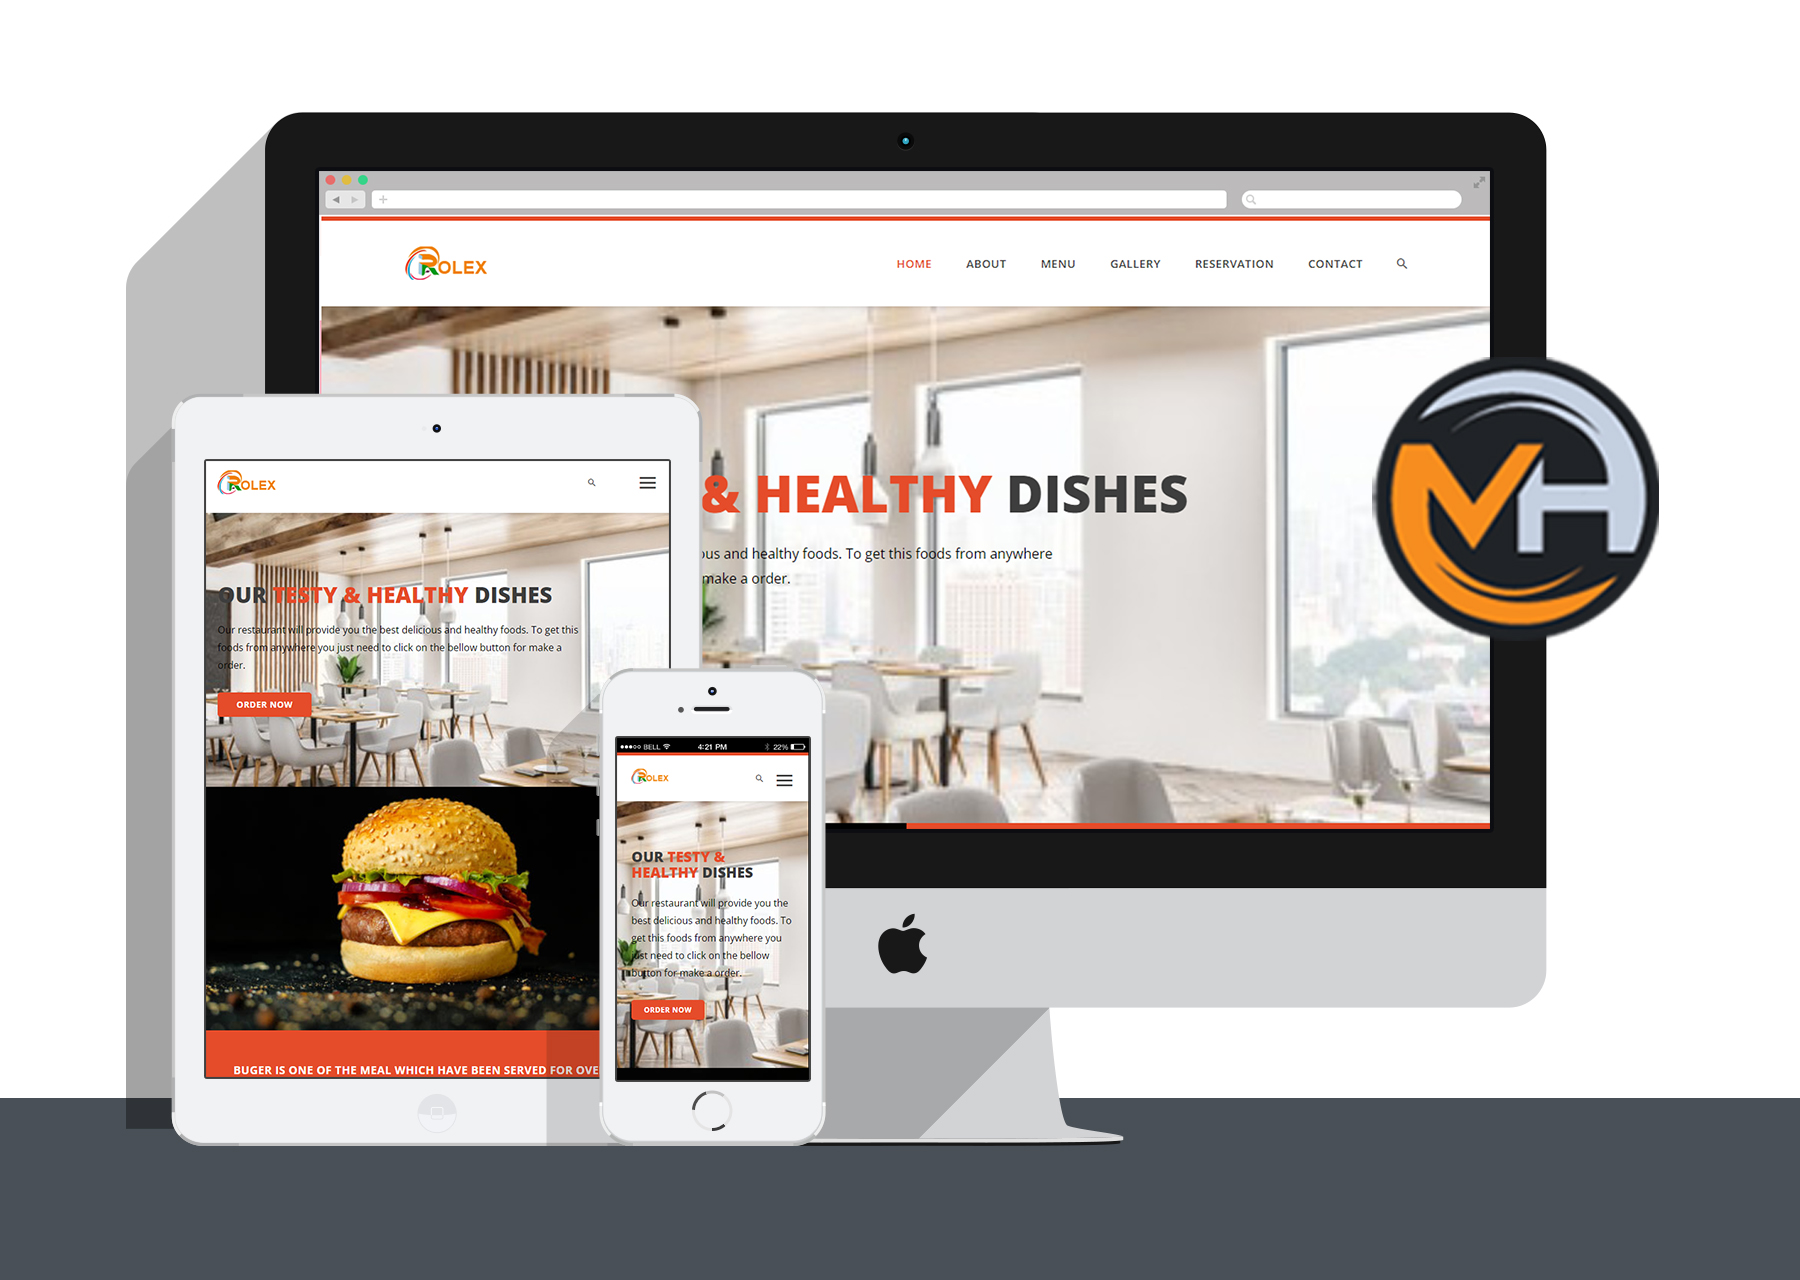 ROLEX
HOME ABOUT MENU GALLERY RESERVATION CONTACT
& HEALTHY DISHES
ous and healthy foods. To get this foods from anywhere
make a order.
MH
ROLEX
OUR TESTY & HEALTHY DISHES
Our restaurant will provide you the best delicious and healthy foods. To get this
foods from anywhere you just need to click on the bellow button for make a
order.
ORDER NOW
BUGER IS ONE OF THE MEAL WHICH HAVE BEEN SERVED FOR OVE
BELL 4:21 PM 22%
ROLEX
OUR TESTY &
HEALTHY DISHES
Our restaurant will provide you the
best delicious and healthy foods. To
get this foods from anywhere you
just need to click on the bellow
button for make a order.
ORDER NOW